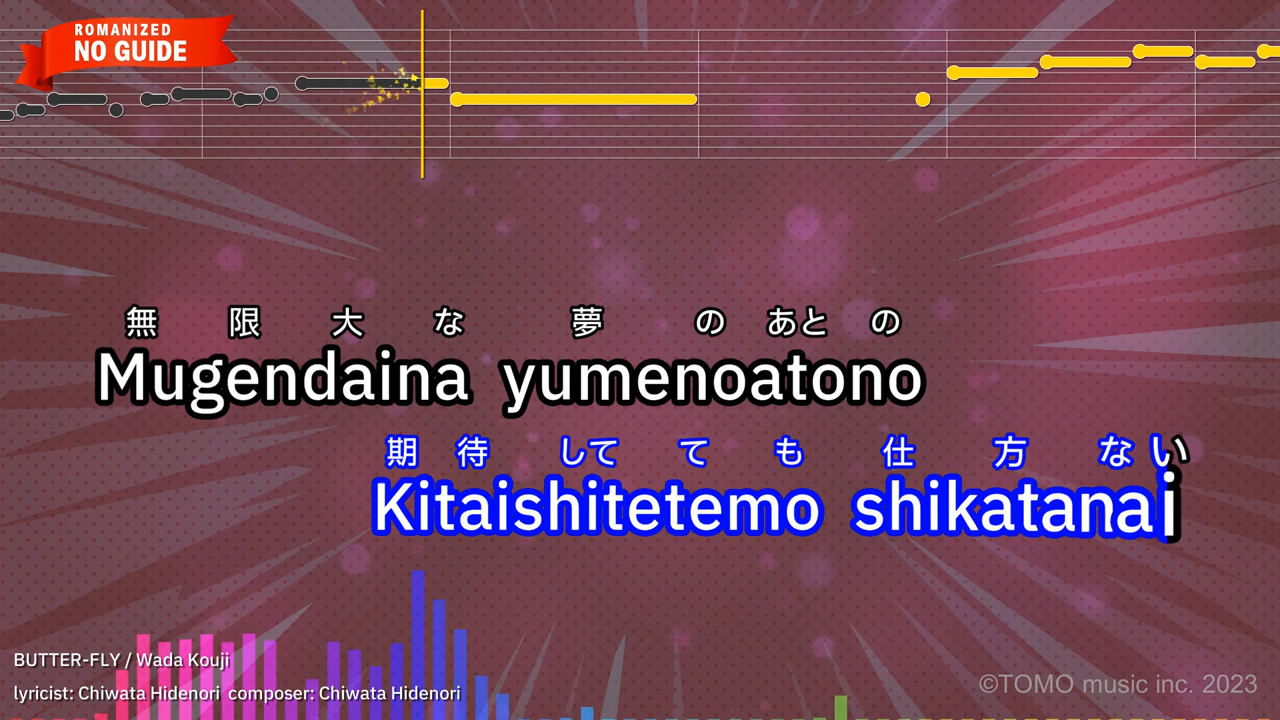 ROMANIZED
NO GUIDE
無限大な夢のあとの
Mugendaina yumenoatono
期待してても仕方ない
Kitaishitetemo shikatanai
BUTTER-FLY / Wada Kouji
lyricist: Chiwata Hidenori composer: Chiwata Hidenori
©TOMO music inc. 2023